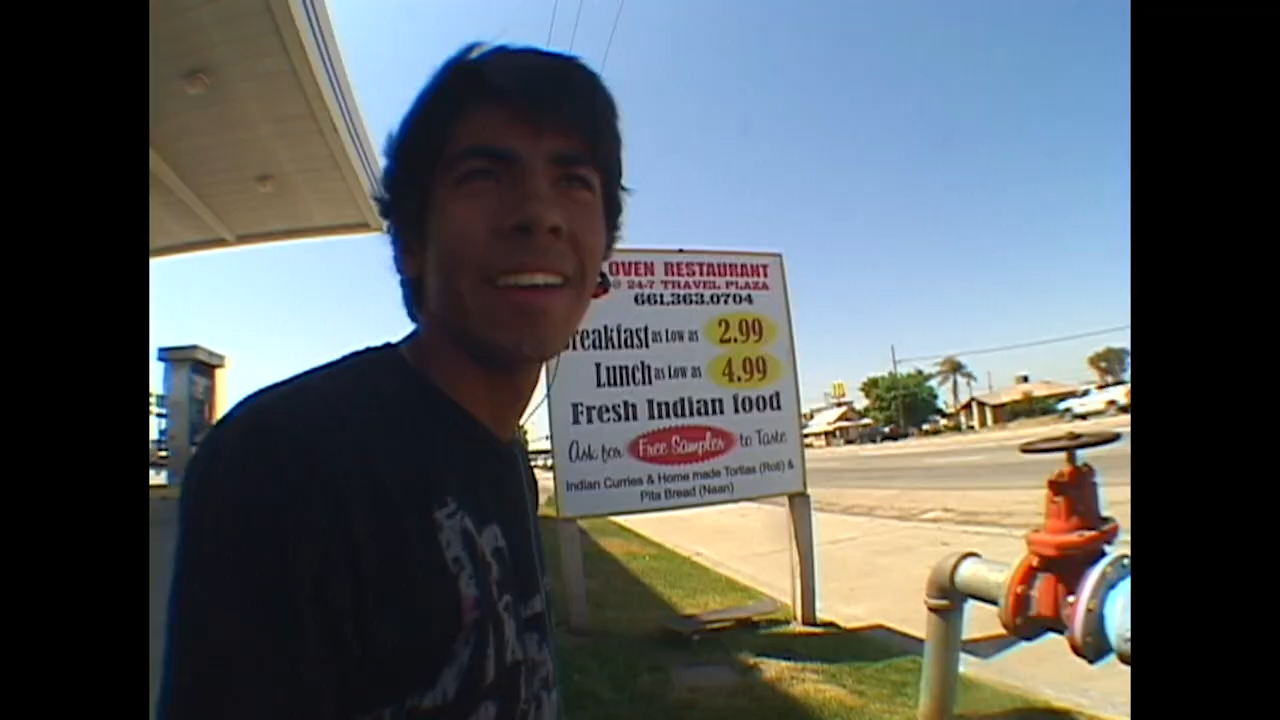 OVEN RESTAURANT
@ 24-7 TRAVEL PLAZA
661.363.0704
reakfast as Low as 2.99
Lunch as Low as 4.99
Fresh Indian food
Ask for Free Samples to Taste
Indian Curries & Home made Tortias (Roti) &
Pita Bread (Naan)